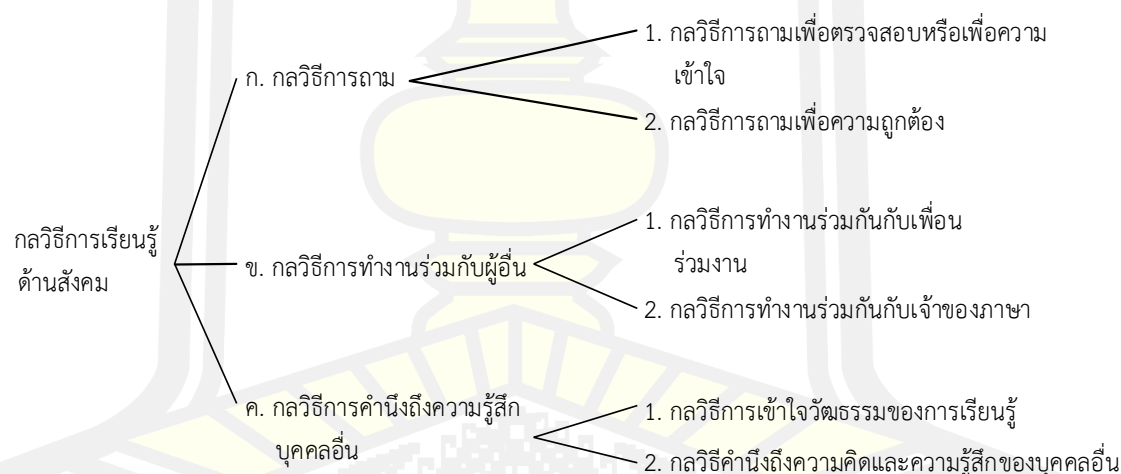 1. กลวิธีการถามเพื่อตรวจสอบหรือเพื่อความ
เข้าใจ
ก. กลวิธีการถาม
2. กลวิธีการถามเพื่อความถูกต้อง
1. กลวิธีการทำงานร่วมกันกับเพื่อน
ร่วมงาน
กลวิธีการเรียนรู้
ด้านสังคม
ข. กลวิธีการทำงานร่วมกับผู้อื่น
2. กลวิธีการทำงานร่วมกันกับเจ้าของภาษา
ค. กลวิธีการคำนึงถึงความรู้สึก
บุคคลอื่น
1. กลวิธีการเข้าใจวัฒธรรมของการเรียนรู้
2. กลวิธีคำนึงถึงความคิดและความรู้สึกของบุคคลอื่น